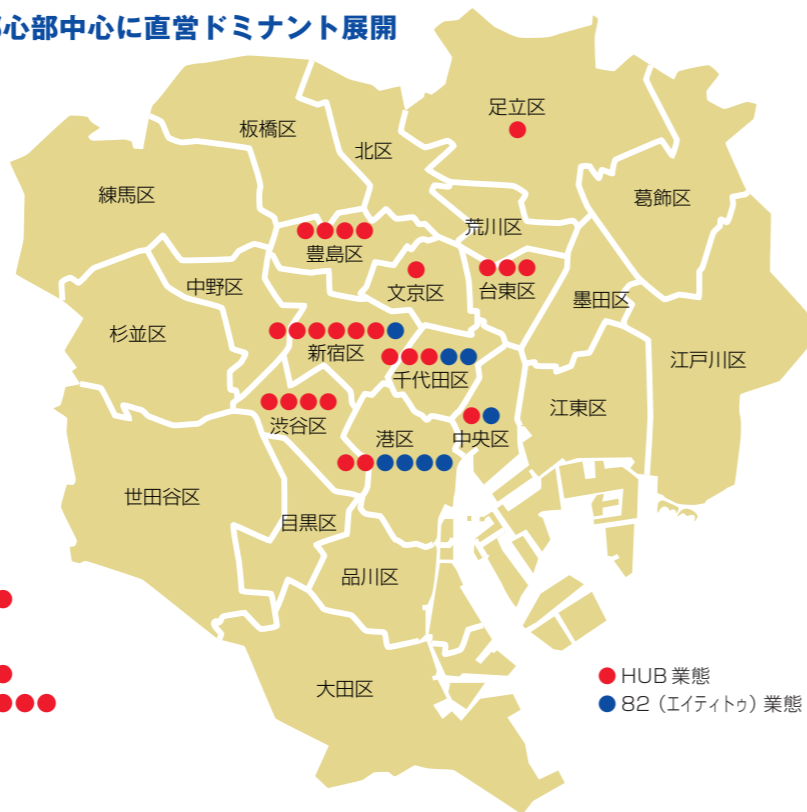 心部中心に直営ドミナント展開
足立区
板橋区
北区
練馬区
葛飾区
荒川区
豊島区
中野区
文京区
台東区
墨田区
杉並区
新宿区
江戸川区
千代田区
江東区
渋谷区
港区
中央区
世田谷区
目黒区
品川区
大田区
HUB業態
82（エイティトゥ）業態